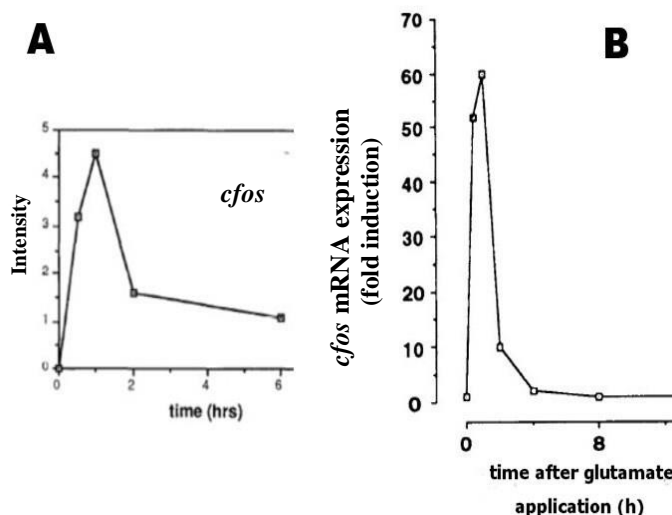 A
5
4
3
2
1
0
Intensity
cfos
0 2 4 6
time (hrs)
B
70
60
50
40
30
20
10
0
cfos mRNA expression
(fold induction)
0 8
time after glutamate
application (h)